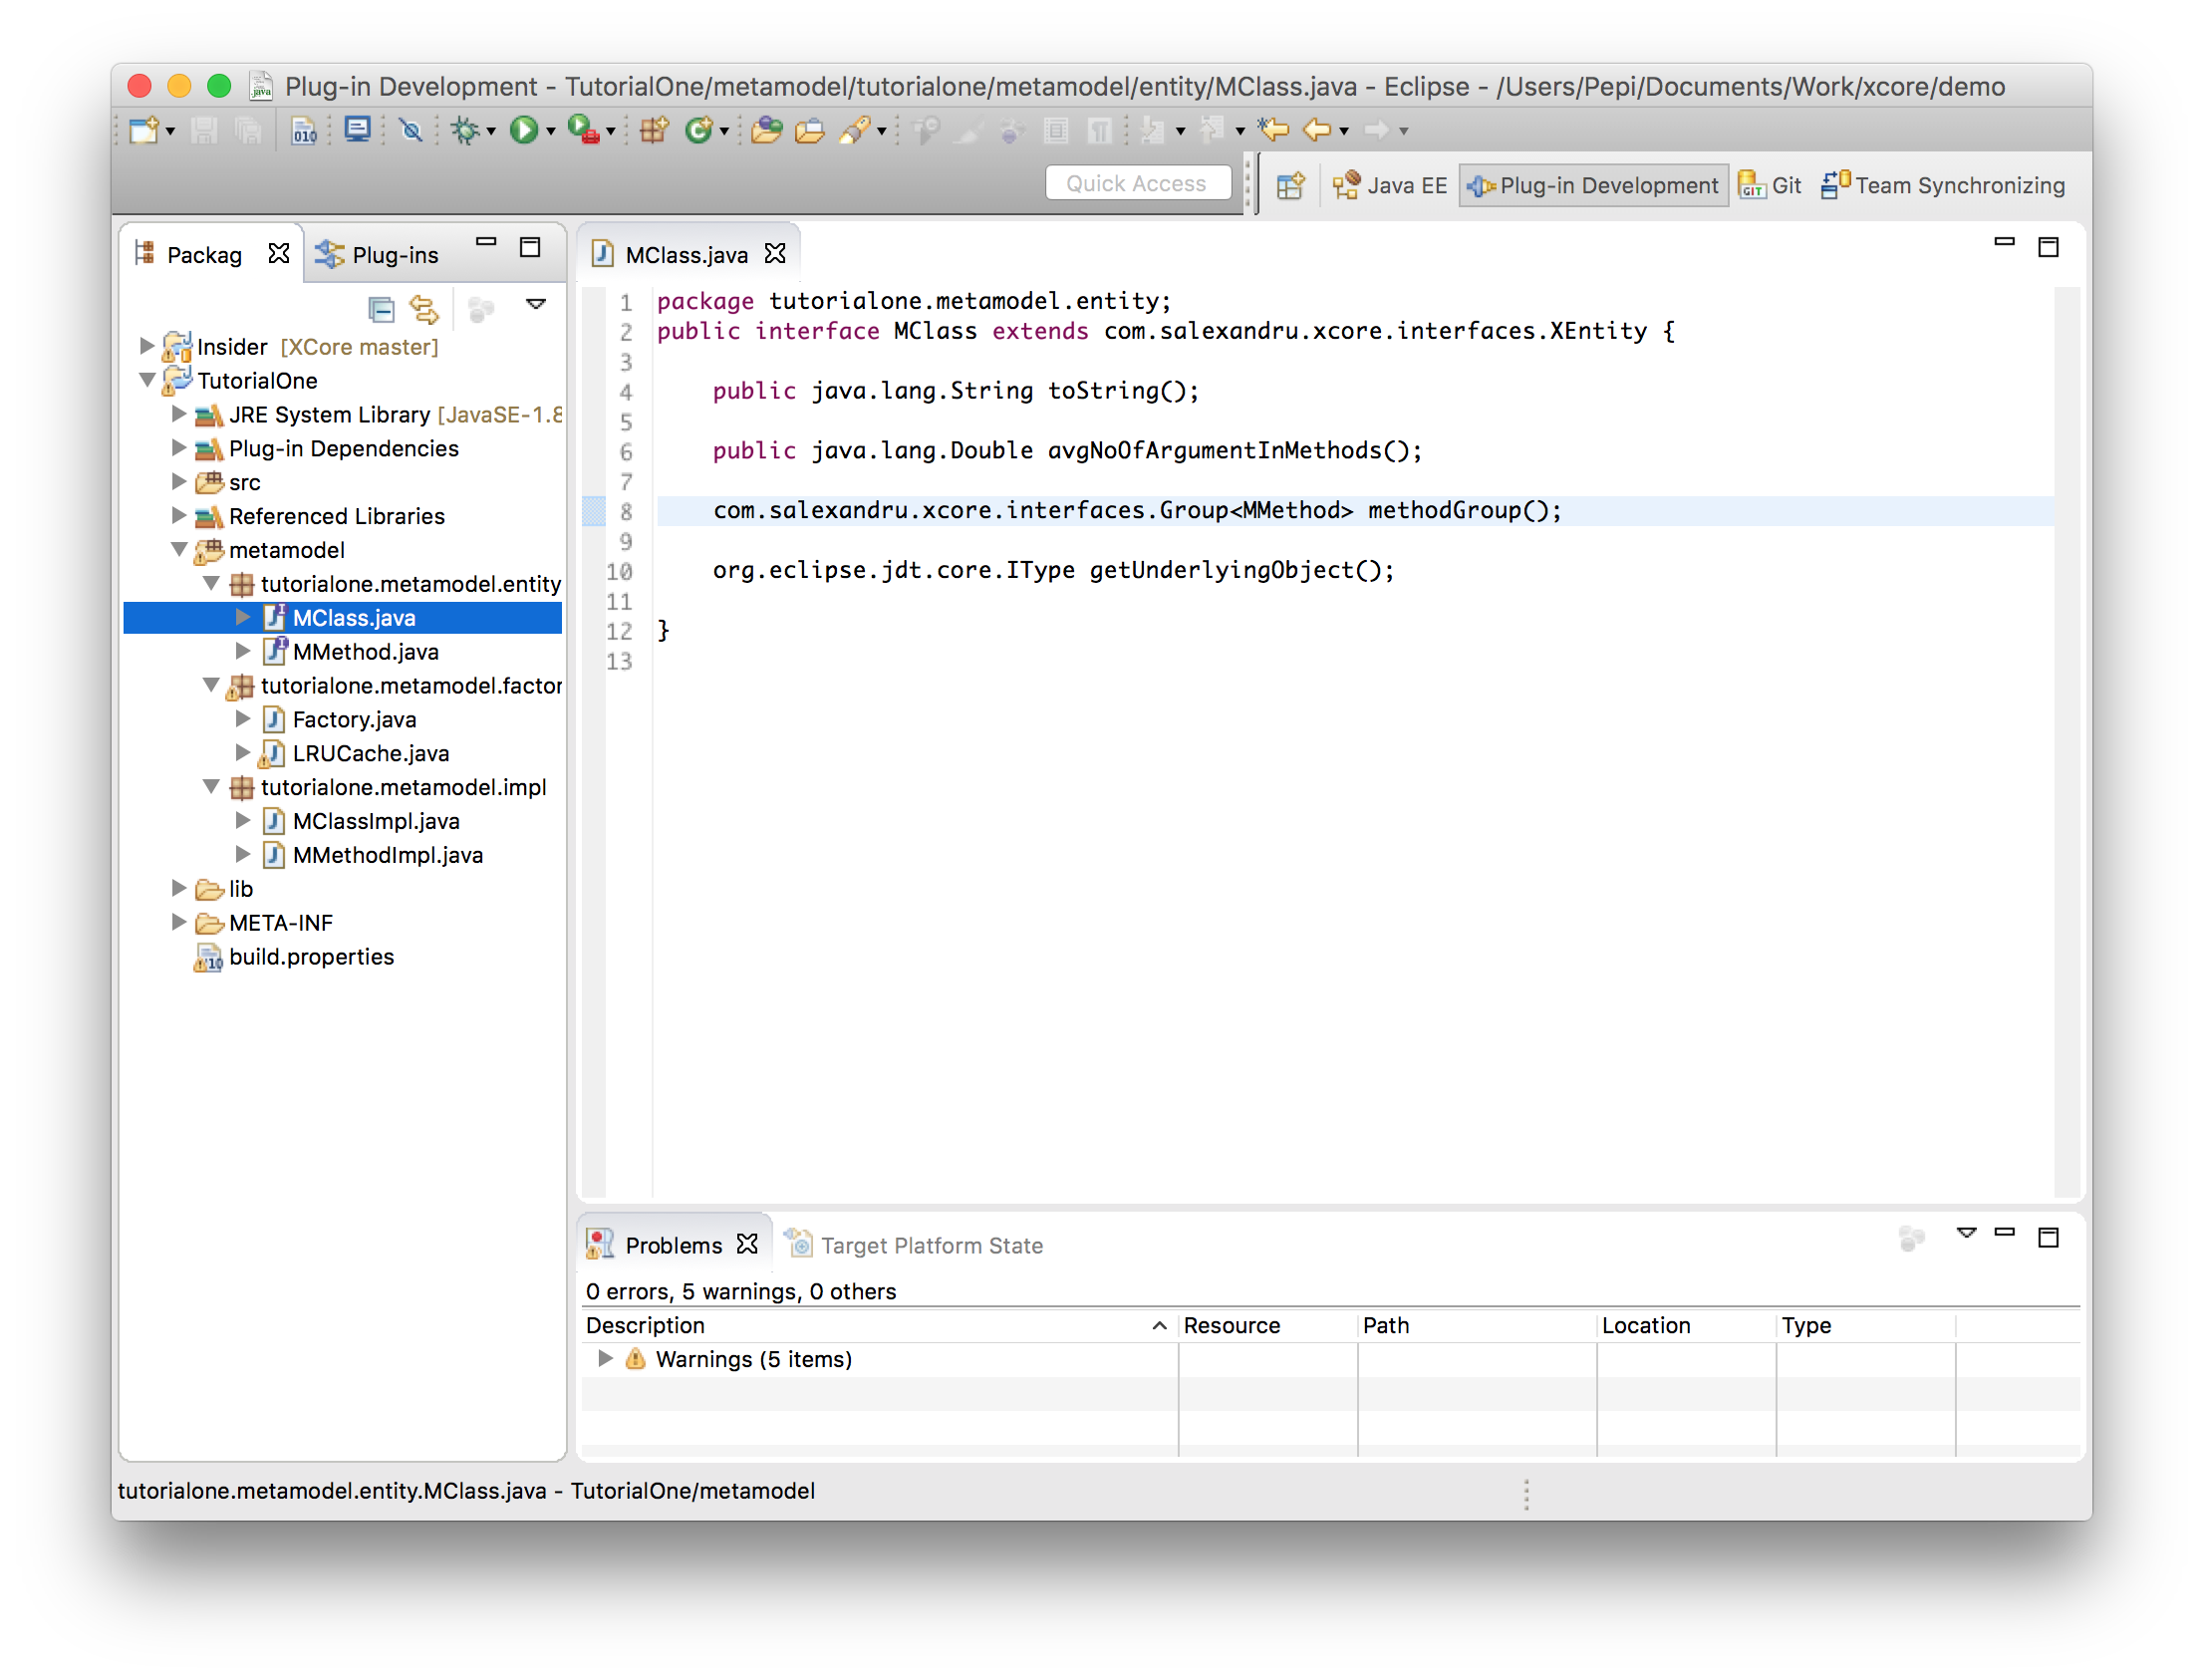 Plug-in Development - TutorialOne/metamodel/tutorialone/metamodel/entity/MClass.java - Eclipse - /Users/Pepi/Documents/Work/xcore/demo
Quick Access
Java EE
Plug-in Development
Git
Team Synchronizing
Packag
Plug-ins
Insider [XCore master]
TutorialOne
JRE System Library [JavaSE-1.8
Plug-in Dependencies
src
Referenced Libraries
metamodel
tutorialone.metamodel.entity
MClass.java
MMethod.java
tutorialone.metamodel.factor
Factory.java
LRUCache.java
tutorialone.metamodel.impl
MClassImpl.java
MMethodImpl.java
lib
META-INF
build.properties
MClass.java
1 package tutorialone.metamodel.entity;
2 public interface MClass extends com.salexandru.xcore.interfaces.XEntity {
3
4 public java.lang.String toString();
5
6 public java.lang.Double avgNoOfArgumentInMethods();
7
8 com.salexandru.xcore.interfaces.Group<MMethod> methodGroup();
9
10 org.eclipse.jdt.core.IType getUnderlyingObject();
11
12 }
13
Problems
Target Platform State
0 errors, 5 warnings, 0 others
Description Resource Path Location Type
Warnings (5 items)
tutorialone.metamodel.entity.MClass.java - TutorialOne/metamodel